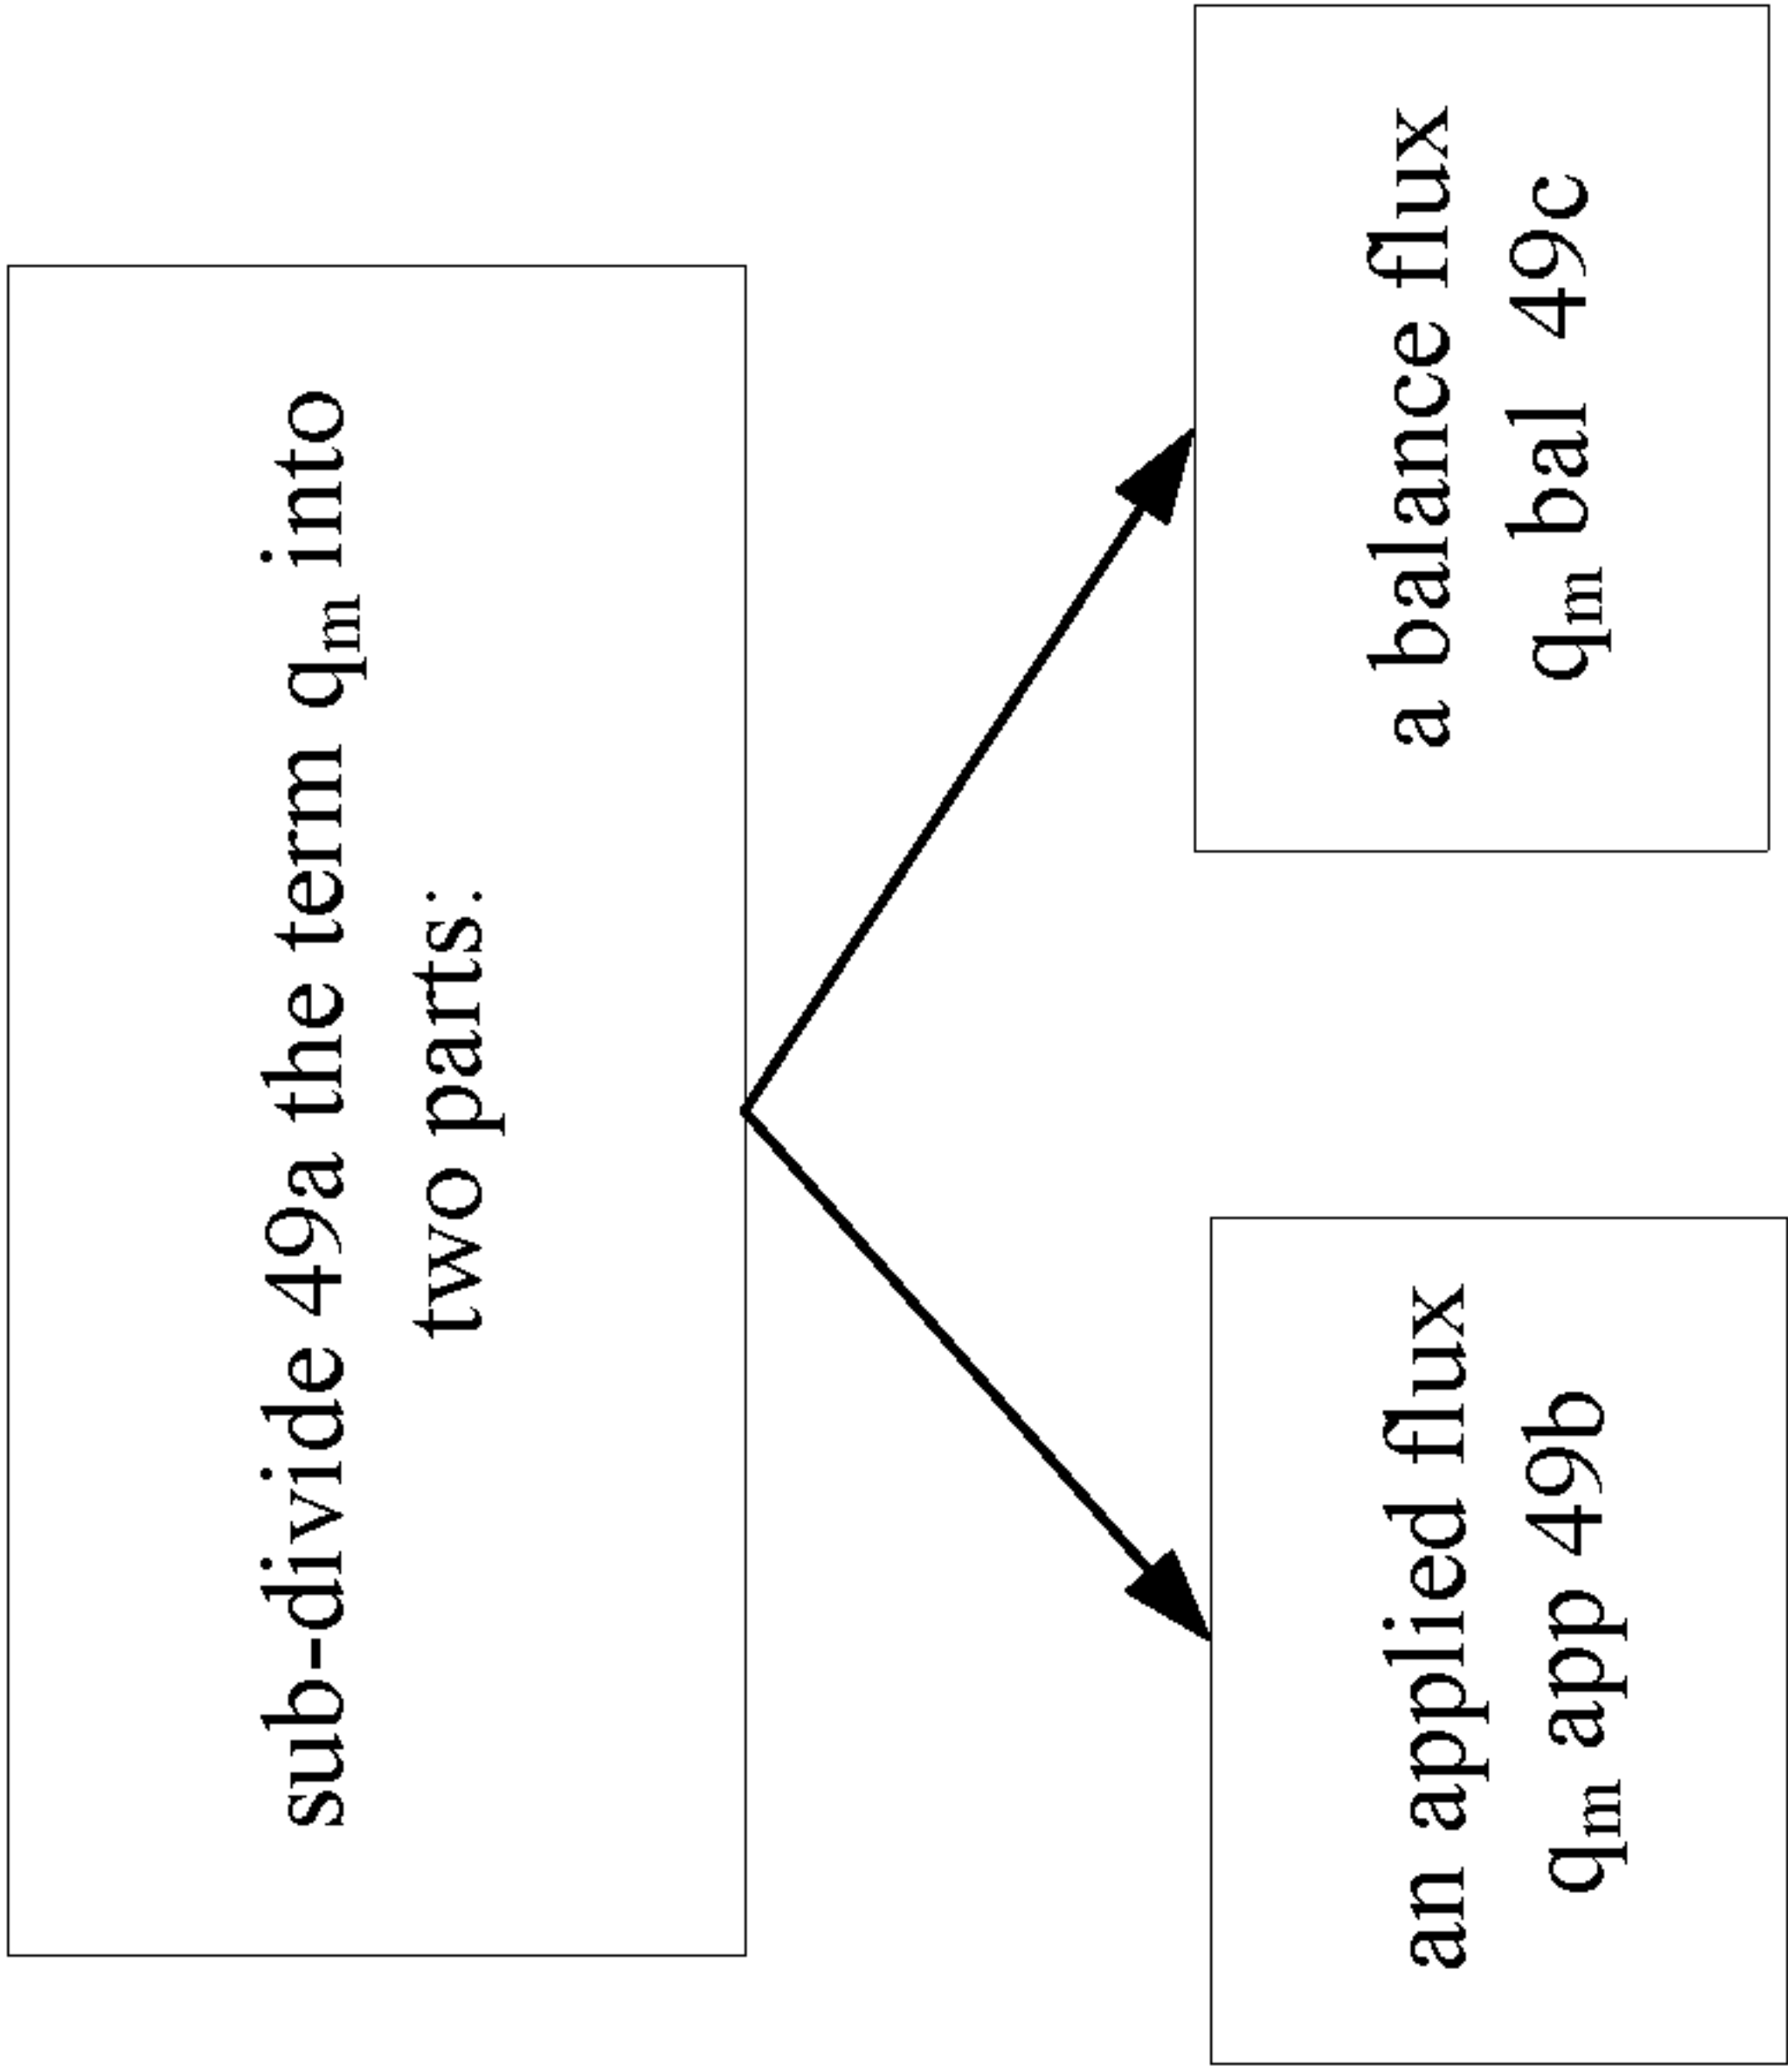 sub-divide 49a the term qm into
two parts:
an applied flux
qm app 49b
a balance flux
qm bal 49c